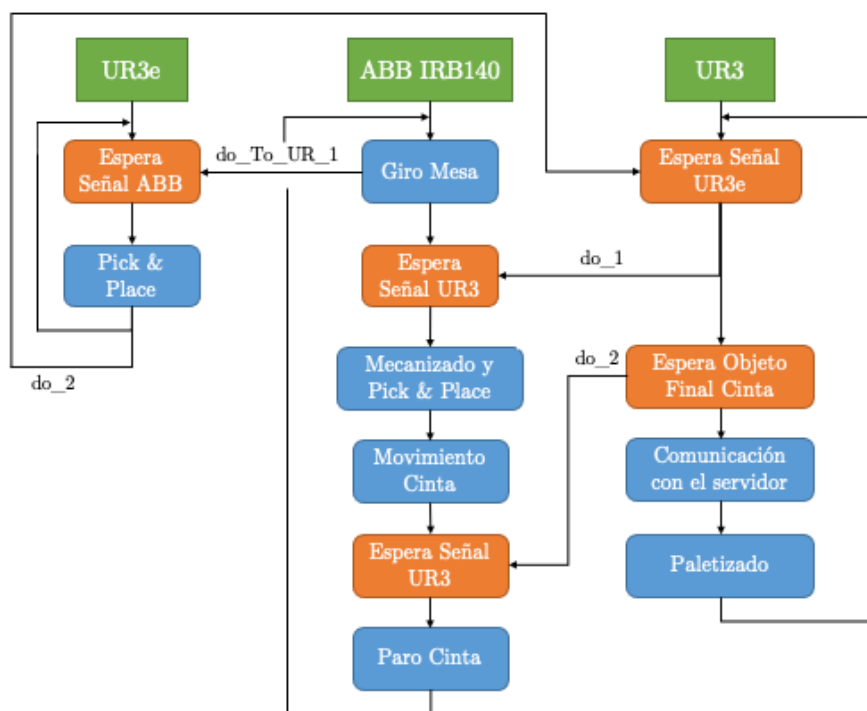 UR3e
ABB IRB140
UR3
Espera
Señal ABB
do_To_UR_1
Giro Mesa
Espera Señal
UR3e
Pick &
Place
Espera
Señal UR3
do_1
do_2
Mecanizado y
Pick & Place
do_2
Espera Objeto
Final Cinta
Movimiento
Cinta
Comunicación
con el servidor
Espera Señal
UR3
Paletizado
Paro Cinta